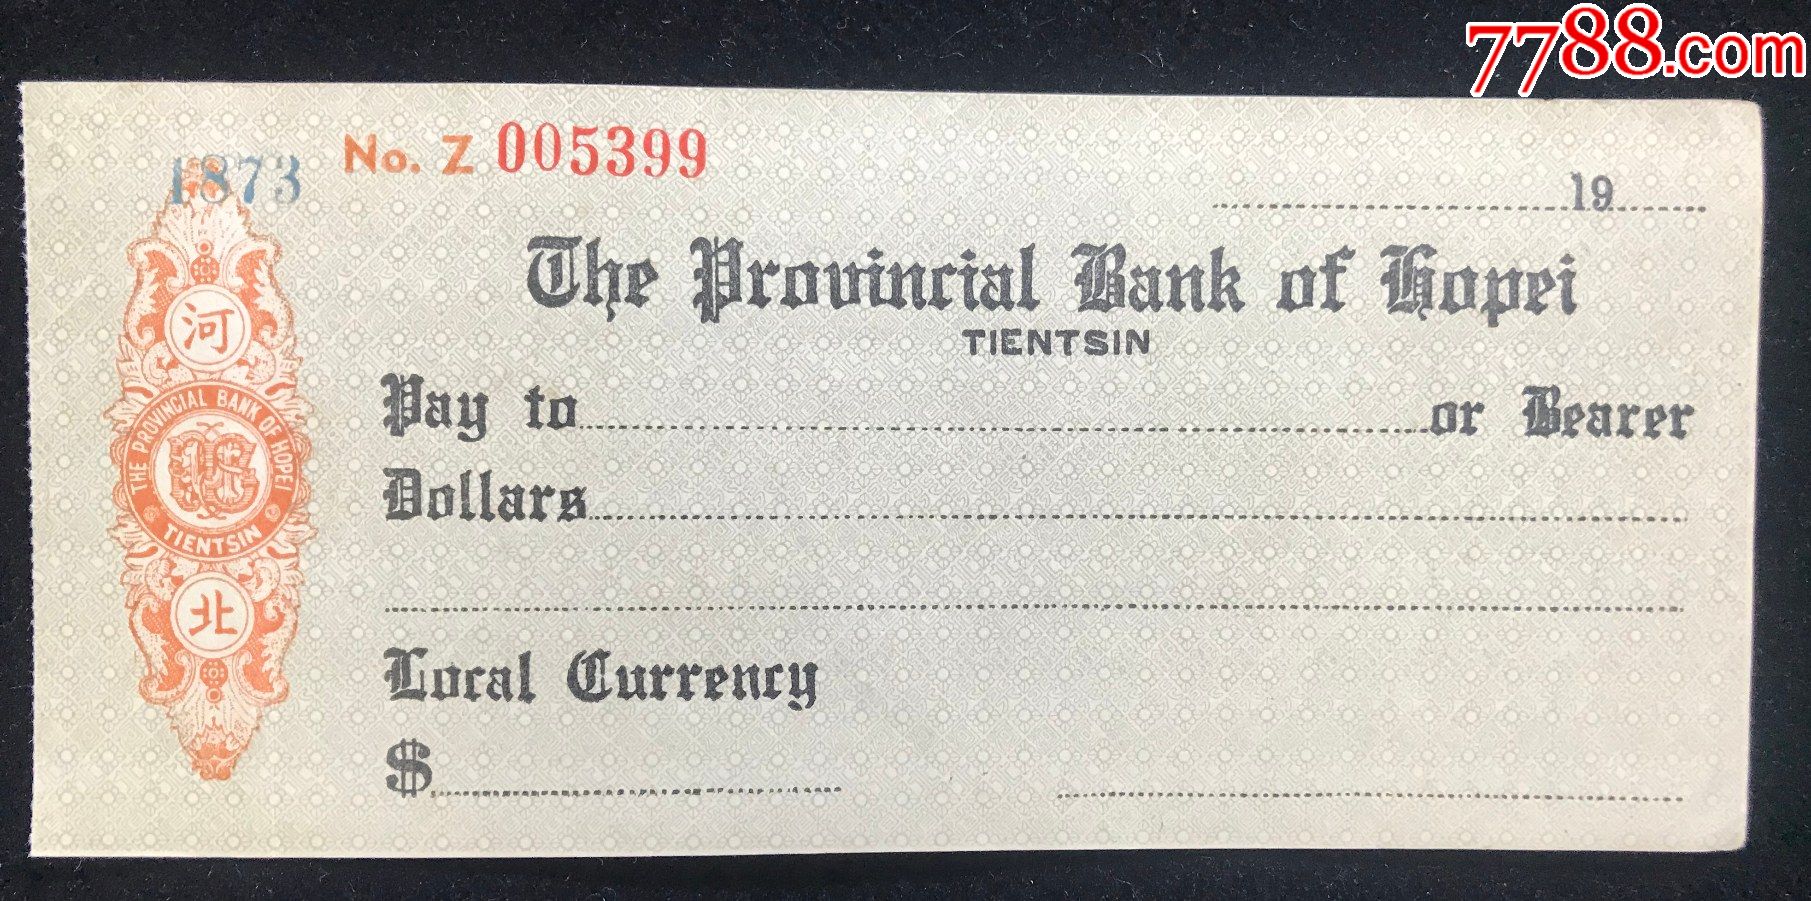 7788.com
1873
No. Z 005399
19
The Provincial Bank of Hopei
TIENTSIN
河
THE PROVINCIAL BANK OF HOPEI
TIENTSIN
北
Pay to or Bearer
Dollars
Local Currency
$